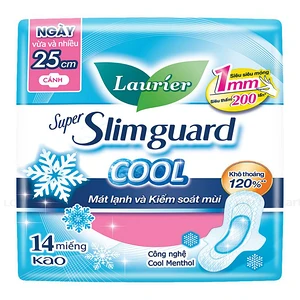 NGÀY
vừa và nhiều
25cm
CÁNH
Laurier
Siêu siêu mỏng
1mm
Siêu thấm
200
Super
Slimguard
COOL
Khô thoáng
120%
Mát lạnh và Kiểm soát mùi
14 miếng
Kao
Công nghệ
Cool Menthol